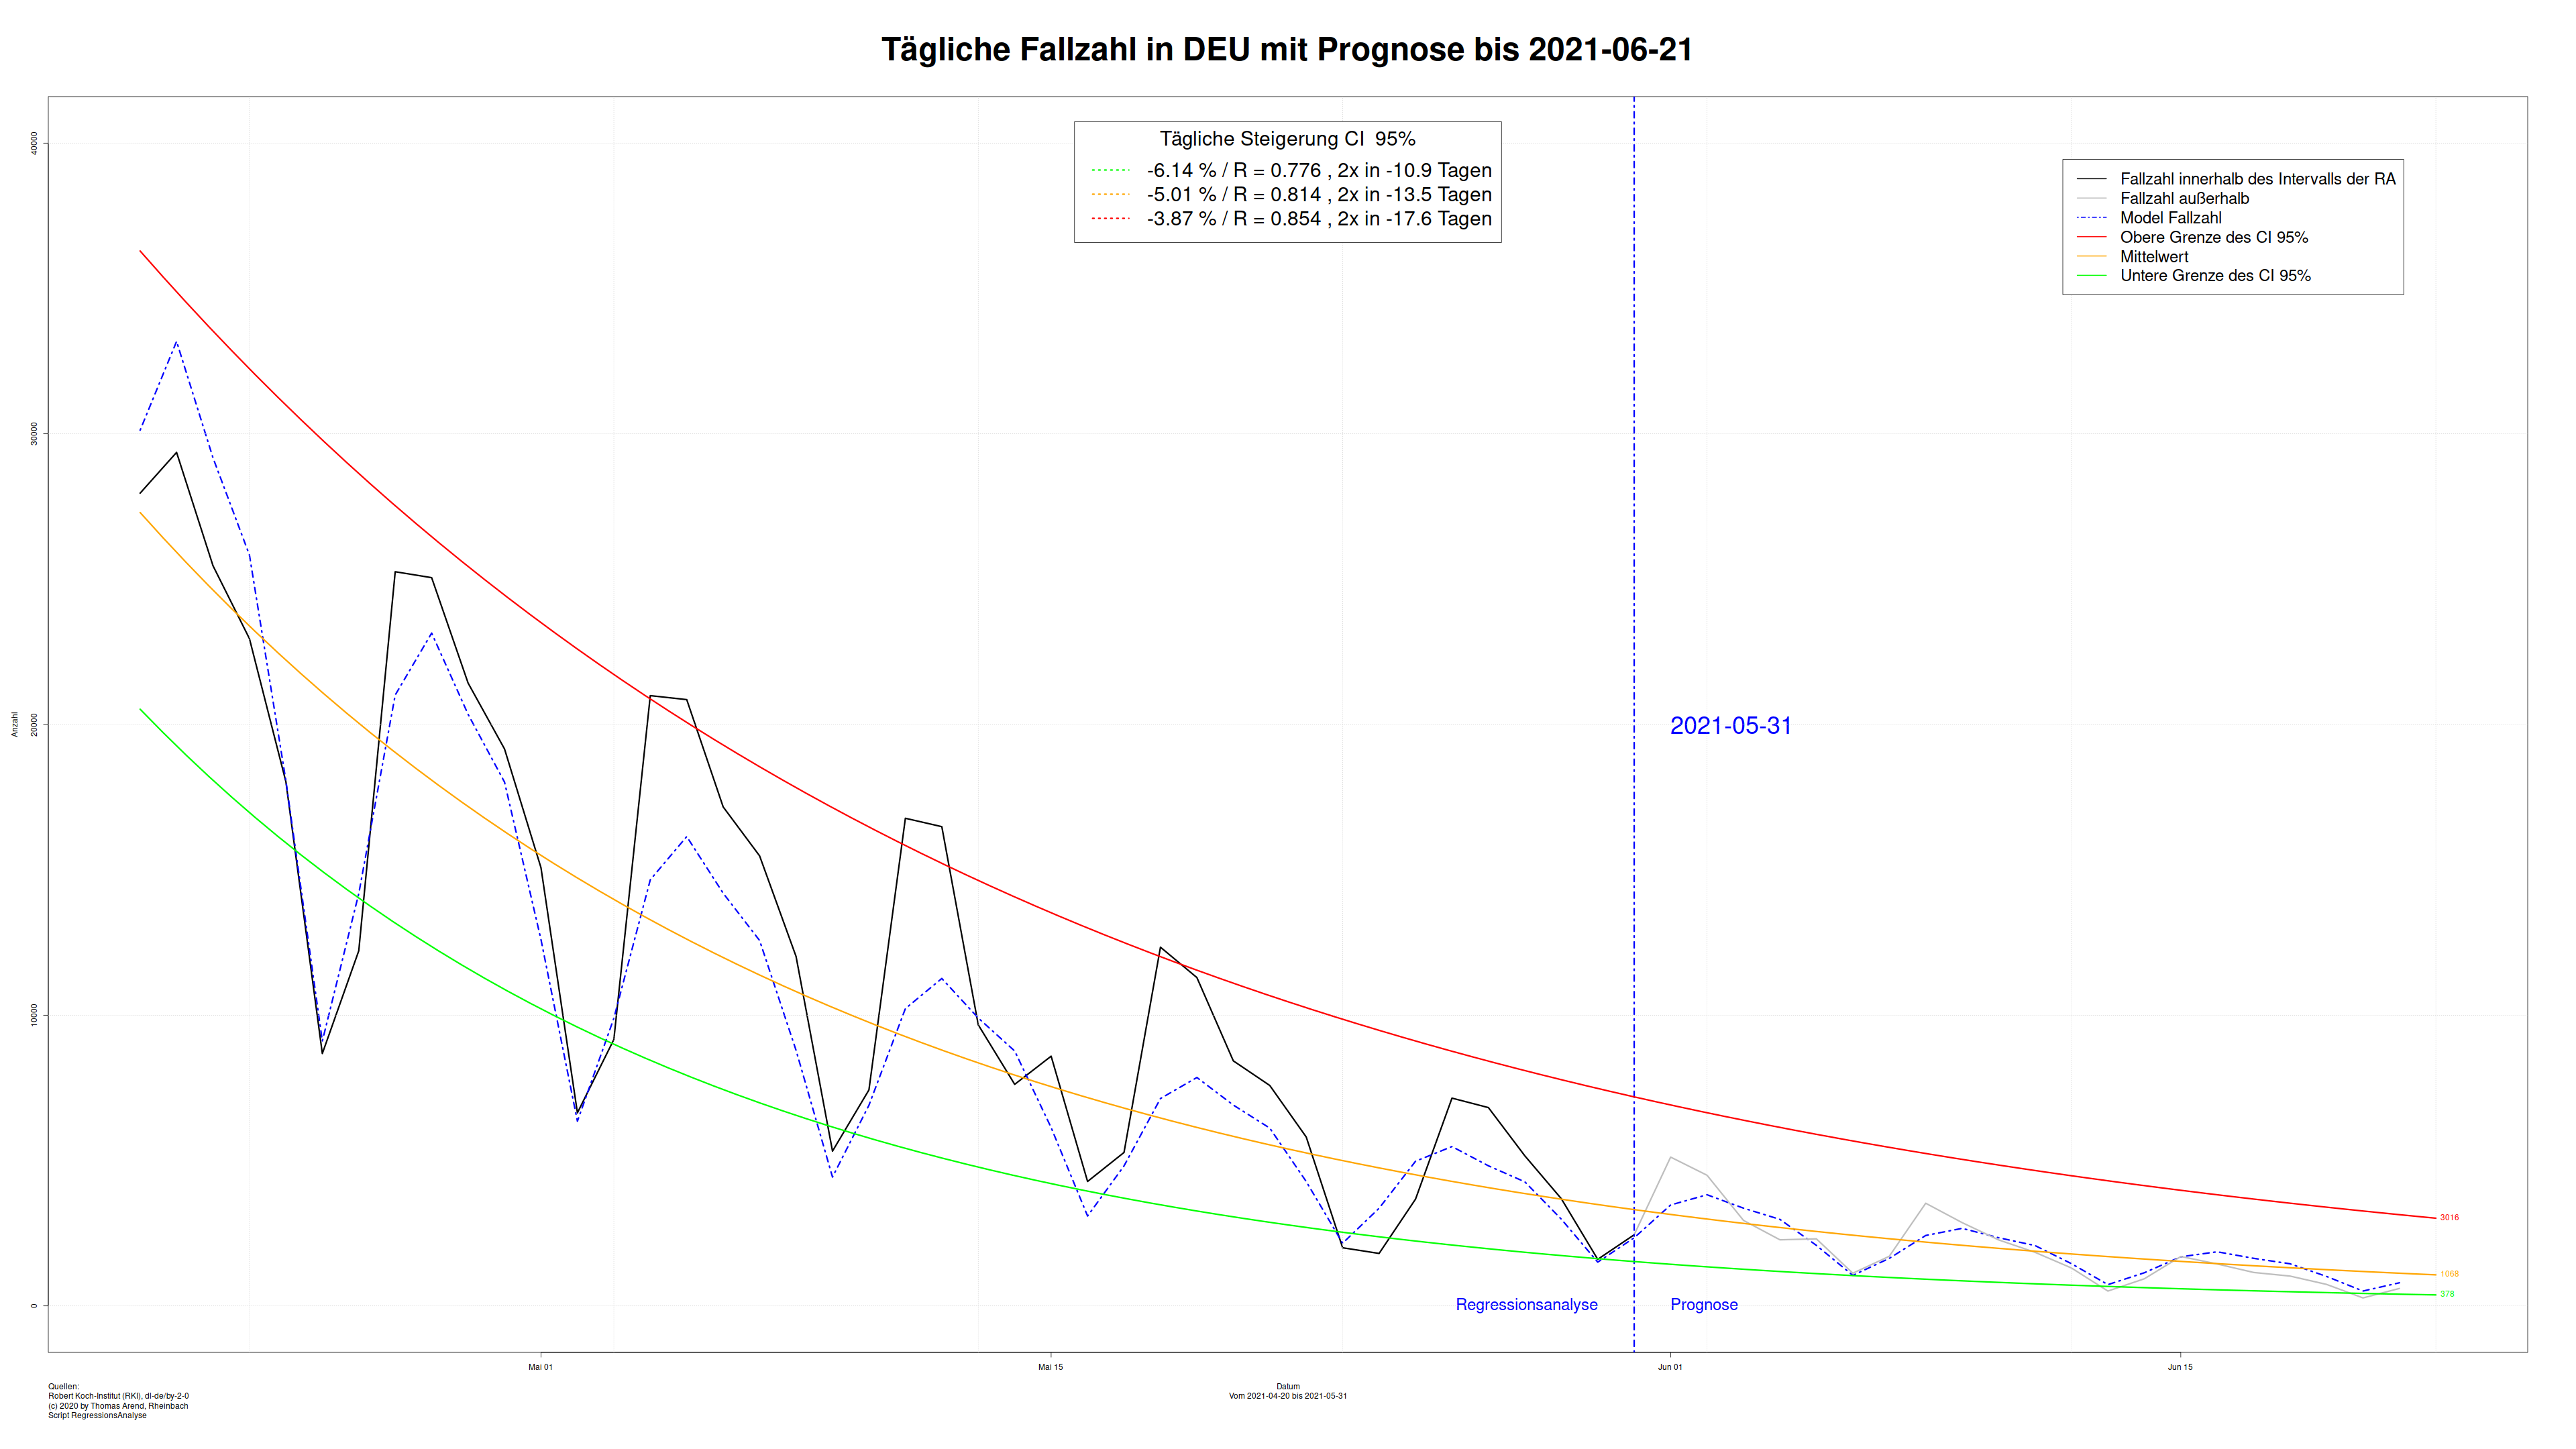 Tägliche Fallzahl in DEU mit Prognose bis 2021-06-21
Tägliche Steigerung CI 95%
-6.14 % / R = 0.776 , 2x in -10.9 Tagen
-5.01 % / R = 0.814 , 2x in -13.5 Tagen
-3.87 % / R = 0.854 , 2x in -17.6 Tagen
Fallzahl innerhalb des Intervalls der RA
Fallzahl außerhalb
Model Fallzahl
Obere Grenze des CI 95%
Mittelwert
Untere Grenze des CI 95%
40000
30000
20000
10000
0
Anzahl
2021-05-31
3016
1068
378
Regressionsanalyse
Prognose
Mai 01
Mai 15
Jun 01
Jun 15
Datum
Vom 2021-04-20 bis 2021-05-31
Quellen:
Robert Koch-Institut (RKI), dl-de/by-2-0
(c) 2020 by Thomas Arend, Rheinbach
Script RegressionsAnalyse